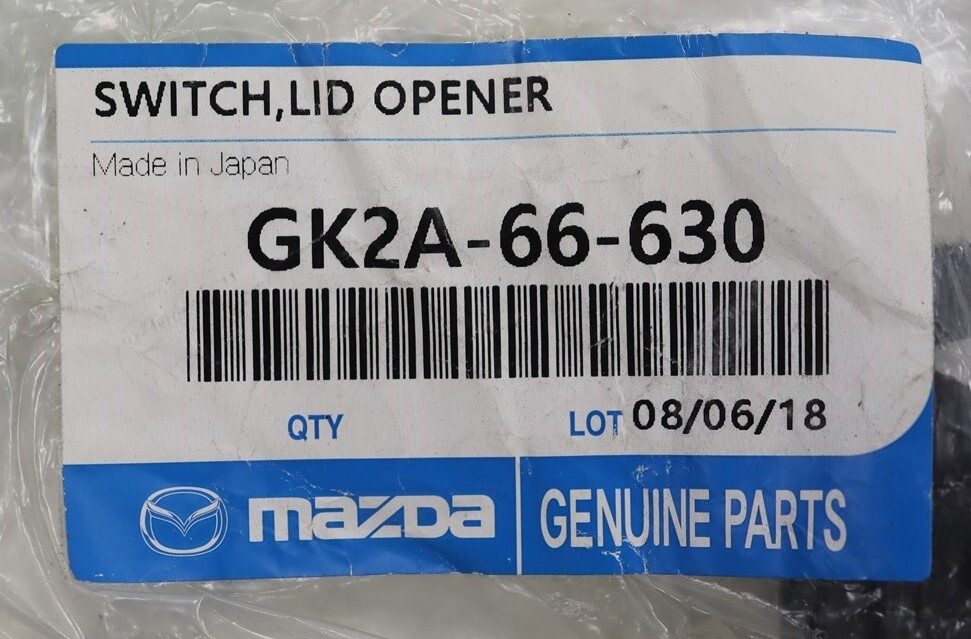 SWITCH,LID OPENER
Made in Japan
GK2A-66-630
QTY LOT 08/06/18
mazda GENUINE PARTS